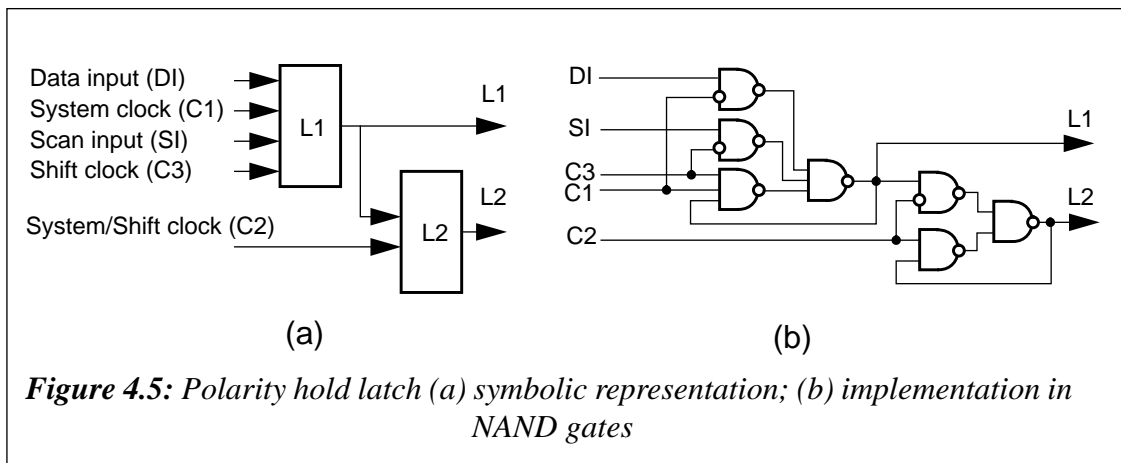 Data input (DI)
System clock (C1)
Scan input (SI)
Shift clock (C3)
System/Shift clock (C2)
L1
L1
L2
L2
(a)
(b)
DI
SI
C3
C1
C2
L1
L2
Figure 4.5: Polarity hold latch (a) symbolic representation; (b) implementation in
NAND gates